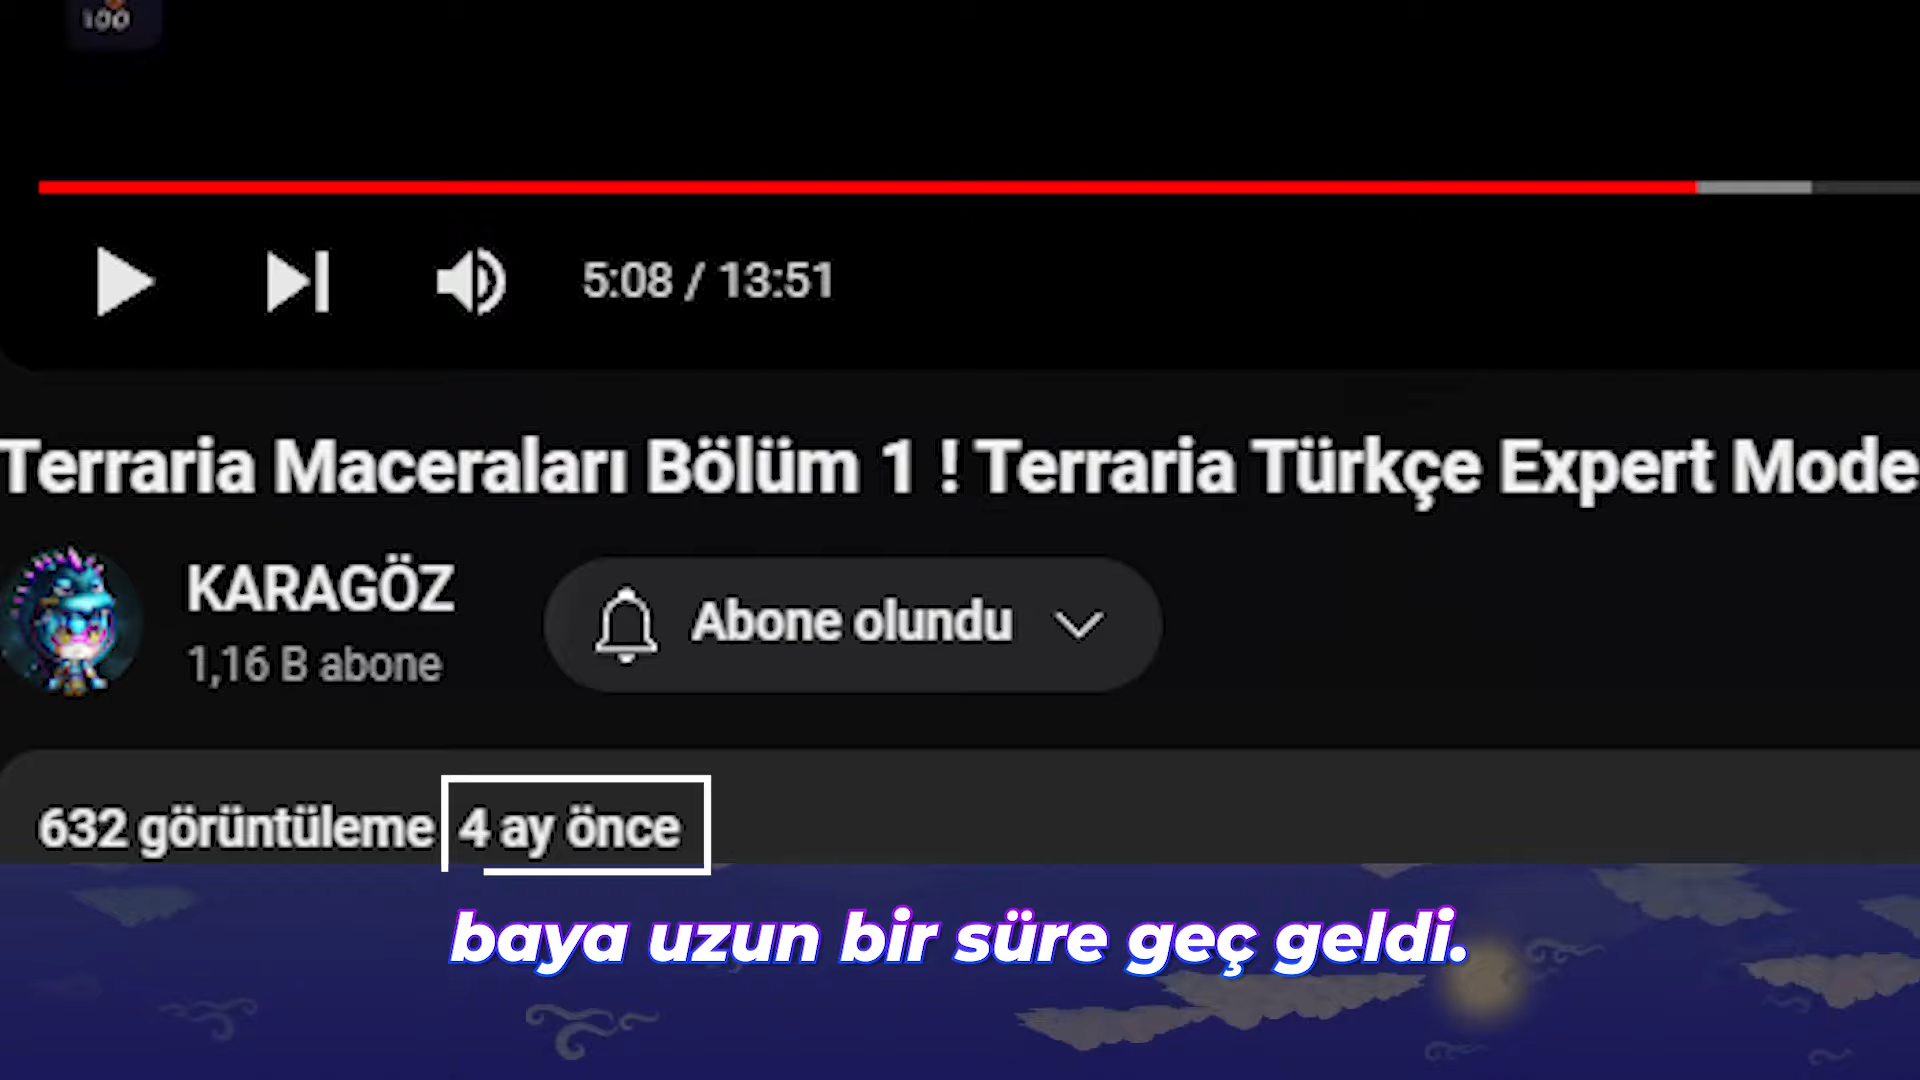 100
5:08 / 13:51
Terraria Maceraları Bölüm 1 ! Terraria Türkçe Expert Mode
KARAGÖZ
1,16 B abone
Abone olundu
632 görüntüleme 4 ay önce
baya uzun bir süre geç geldi.